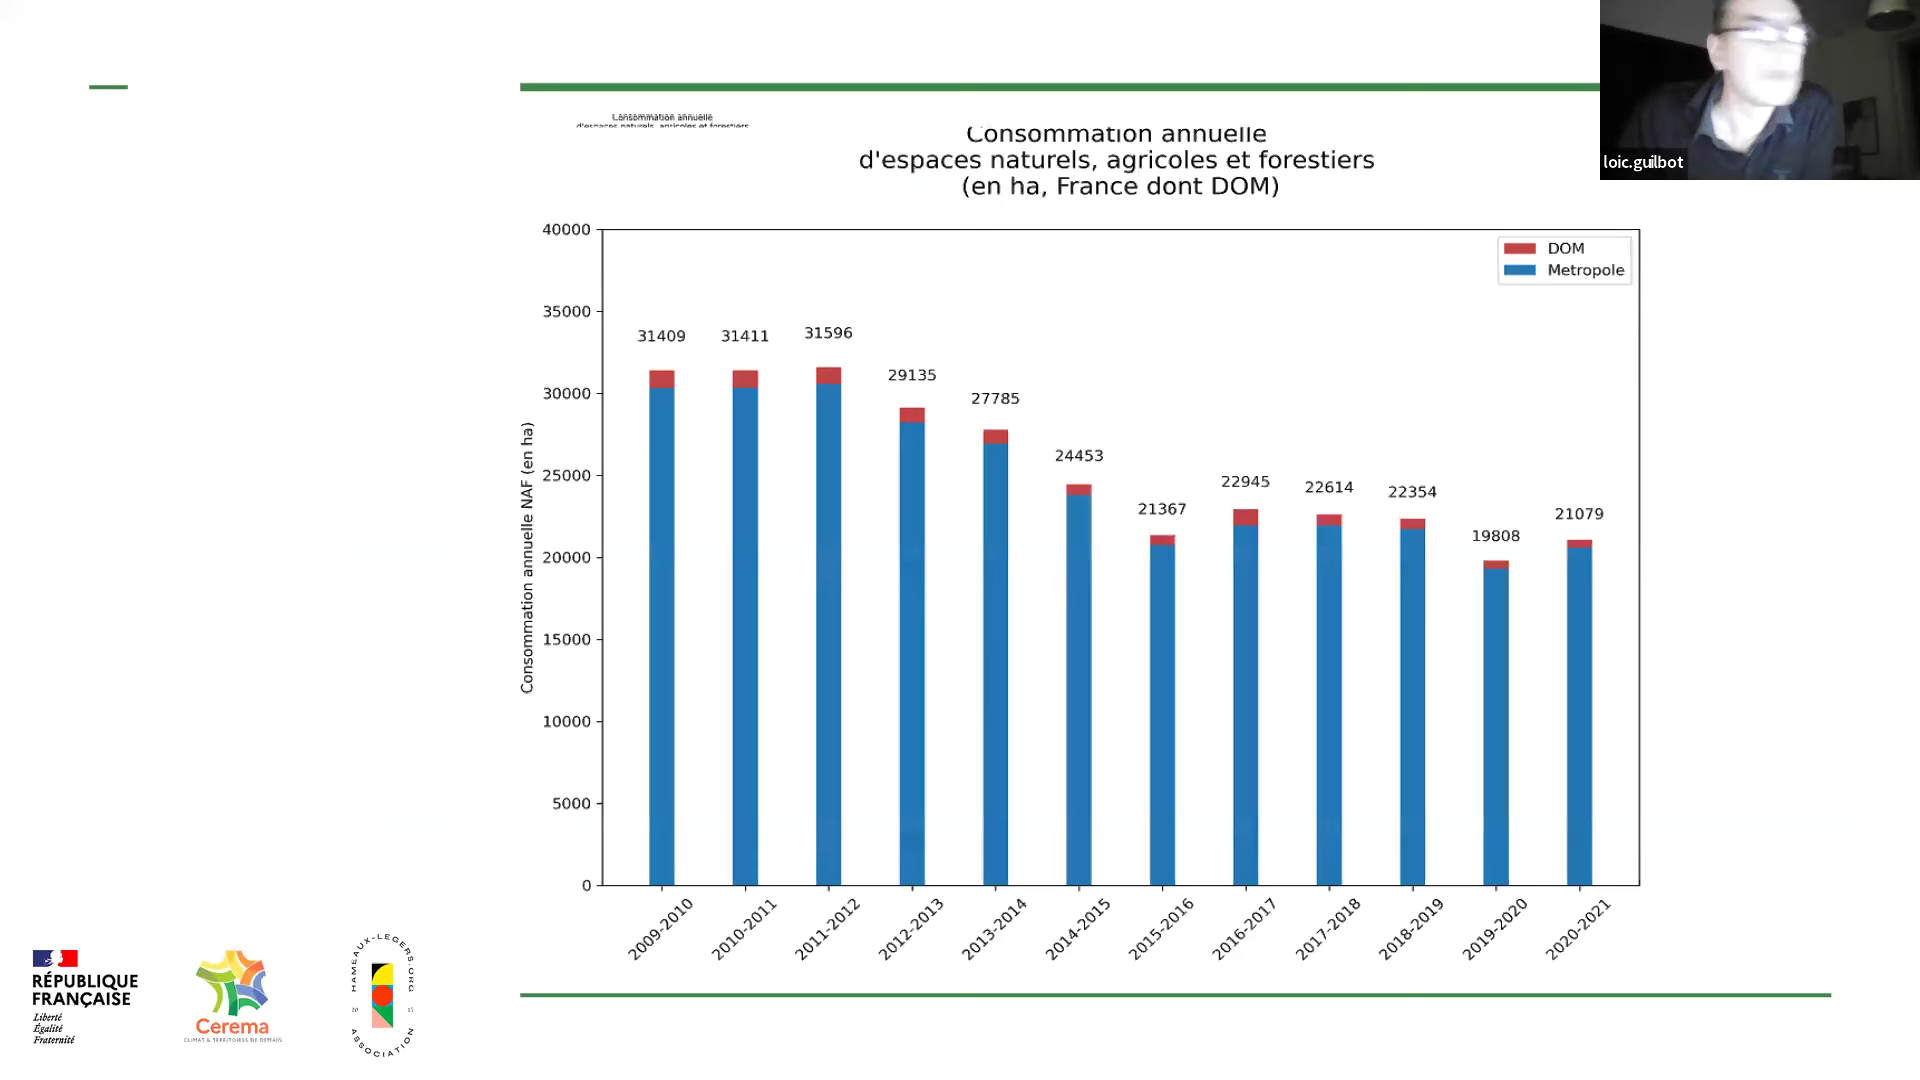 Consommation annuelle
d'espaces naturels, agricoles et forestiers
Consommation annuelle
d'espaces naturels, agricoles et forestiers
(en ha, France dont DOM)
loic.guilbot
DOM
Metropole
Consommation annuelle NAF (en ha)
40000
35000
30000
25000
20000
15000
10000
5000
0
31409
31411
31596
29135
27785
24453
21367
22945
22614
22354
19808
21079
2009-2010
2010-2011
2011-2012
2012-2013
2013-2014
2014-2015
2015-2016
2016-2017
2017-2018
2018-2019
2019-2020
2020-2021
RÉPUBLIQUE
FRANÇAISE
Liberté
Égalité
Fraternité
Cerema
CLIMAT & TERRITOIRES DE DEMAIN
HAMEAUX-LEGERS.ORG
20
17
ASSOCIATION